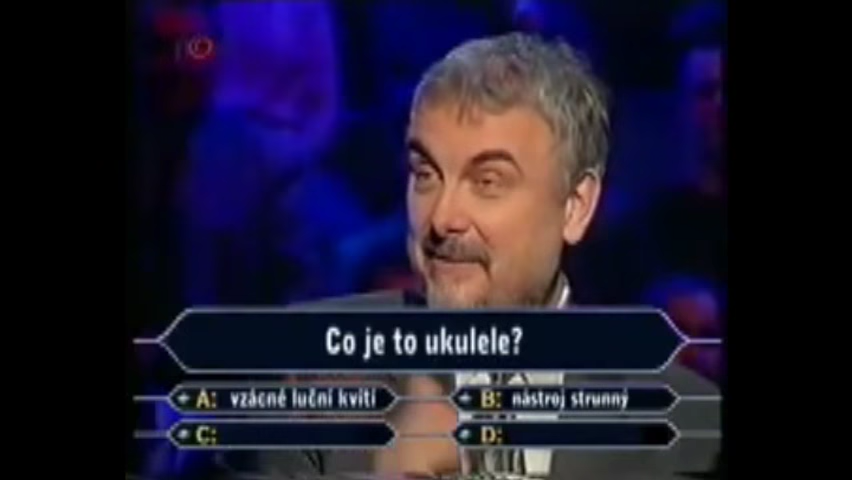 Co je to ukulele?
A: vzácné luční kvítí
B: nástroj strunný
C:
D: